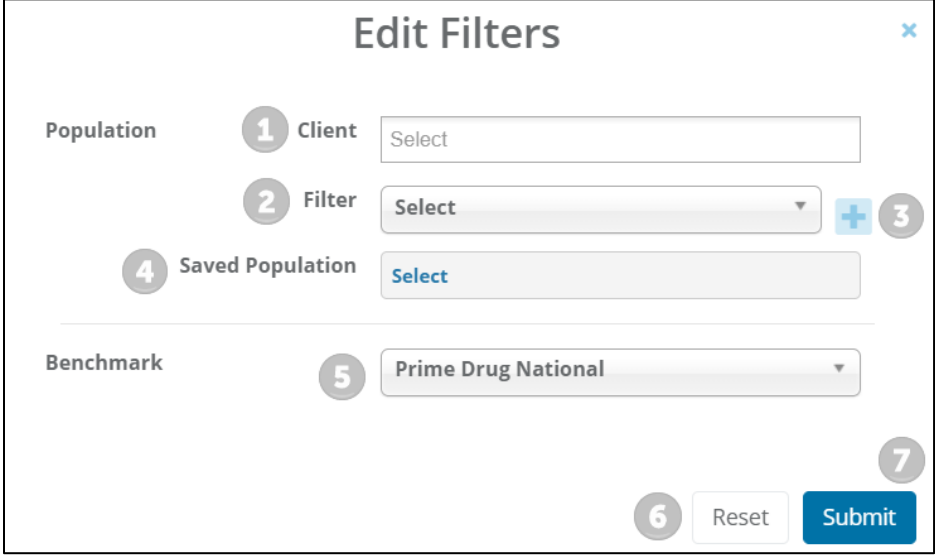 Edit Filters ×
Population 1 Client Select
2 Filter Select + 3
4 Saved Population Select
Benchmark 5 Prime Drug National
7
6 Reset Submit